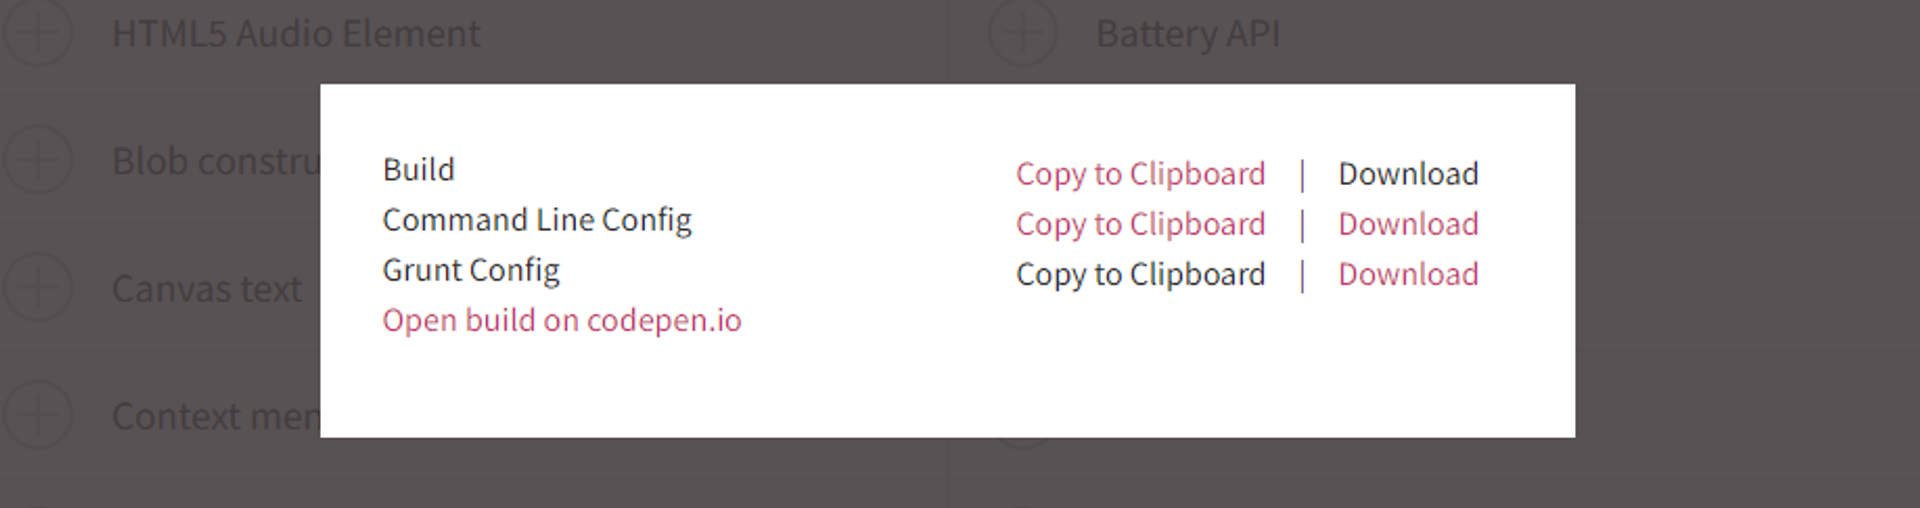 HTML5 Audio Element
Battery API
Blob constru
Build
Copy to Clipboard | Download
Command Line Config
Copy to Clipboard | Download
Grunt Config
Copy to Clipboard | Download
Canvas text
Open build on codepen.io
Context men